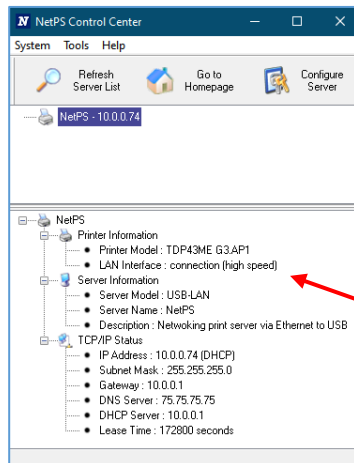 NetPS Control Center
System Tools Help
Refresh
Server List
Go to
Homepage
Configure
Server
NetPS - 10.0.0.74
NetPS
Printer Information
Printer Model : TDP43ME G3.AP1
LAN Interface : connection (high speed)
Server Information
Server Model : USB-LAN
Server Name : NetPS
Description : Netwoking print server via Ethernet to USB
TCP/IP Status
IP Address : 10.0.0.74 (DHCP)
Subnet Mask : 255.255.255.0
Gateway : 10.0.0.1
DNS Server : 75.75.75.75
DHCP Server : 10.0.0.1
Lease Time : 172800 seconds